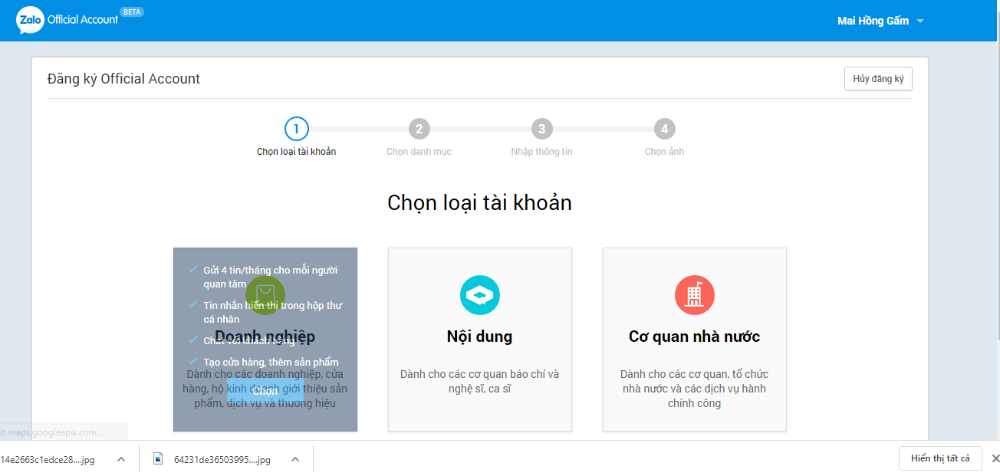 Zalo Official Account BETA
Mai Hồng Gấm
Đăng ký Official Account
Hủy đăng ký
1 2 3 4
Chọn loại tài khoản Chọn danh mục Nhập thông tin Chọn ảnh
Chọn loại tài khoản
Gửi 4 tin/tháng cho mỗi người
quan tâm
Tin nhắn hiển thị trong hộp thư
cá nhân
Chat với khách hàng
Tạo cửa hàng, thêm sản phẩm
Chọn
Doanh nghiệp
Dành cho các doanh nghiệp, cửa
hàng, hộ kinh doanh giới thiệu sản
phẩm, dịch vụ và thương hiệu
Nội dung
Dành cho các cơ quan báo chí và
nghệ sĩ, ca sĩ
Cơ quan nhà nước
Dành cho các cơ quan, tổ chức
nhà nước và các dịch vụ hành
chính công
ờ maps.googleapis.com...
14e2663c1edce28....jpg
64231de36503995....jpg
Hiển thị tất cả